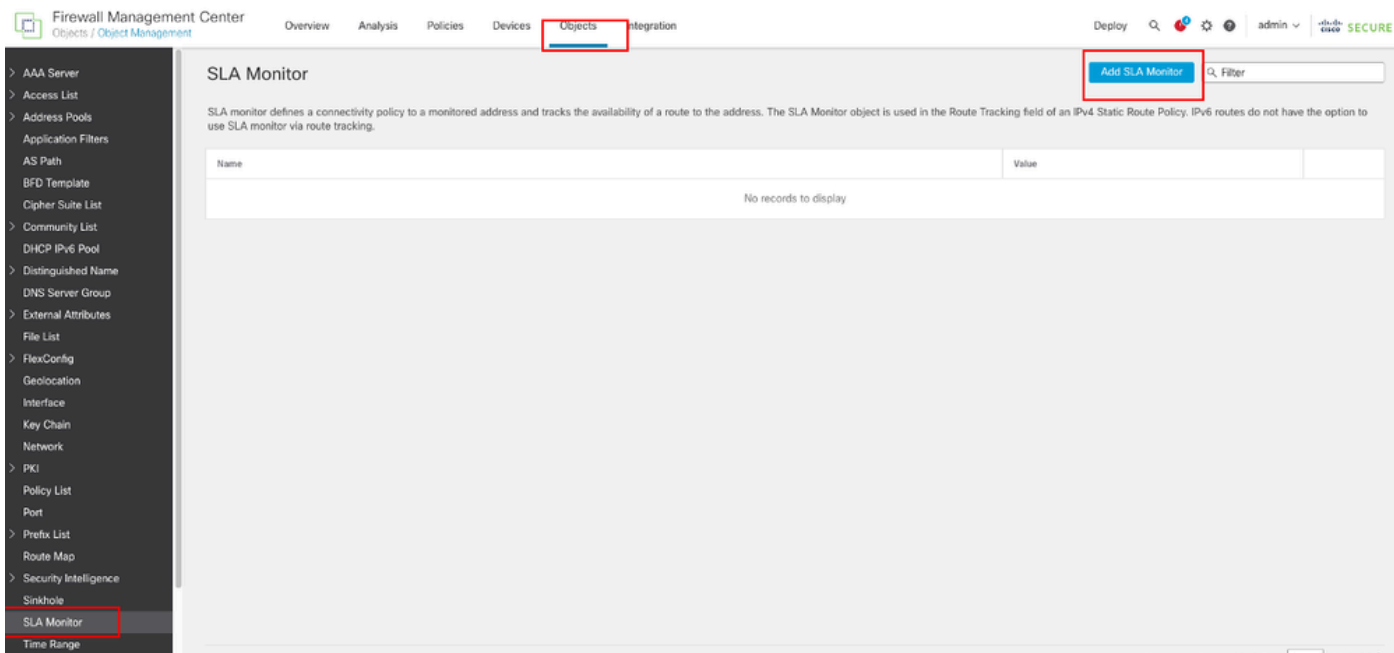 Firewall Management Center
Objects / Object Management
Overview Analysis Policies Devices Objects Integration
Deploy admin cisco SECURE
AAA Server
Access List
Address Pools
Application Filters
AS Path
BFD Template
Cipher Suite List
Community List
DHCP IPv6 Pool
Distinguished Name
DNS Server Group
External Attributes
File List
FlexConfig
Geolocation
Interface
Key Chain
Network
PKI
Policy List
Port
Prefix List
Route Map
Security Intelligence
Sinkhole
SLA Monitor
Time Range
SLA Monitor
Add SLA Monitor Filter
SLA monitor defines a connectivity policy to a monitored address and tracks the availability of a route to the address. The SLA Monitor object is used in the Route Tracking field of an IPv4 Static Route Policy. IPv6 routes do not have the option to
use SLA monitor via route tracking.
Name Value
No records to display